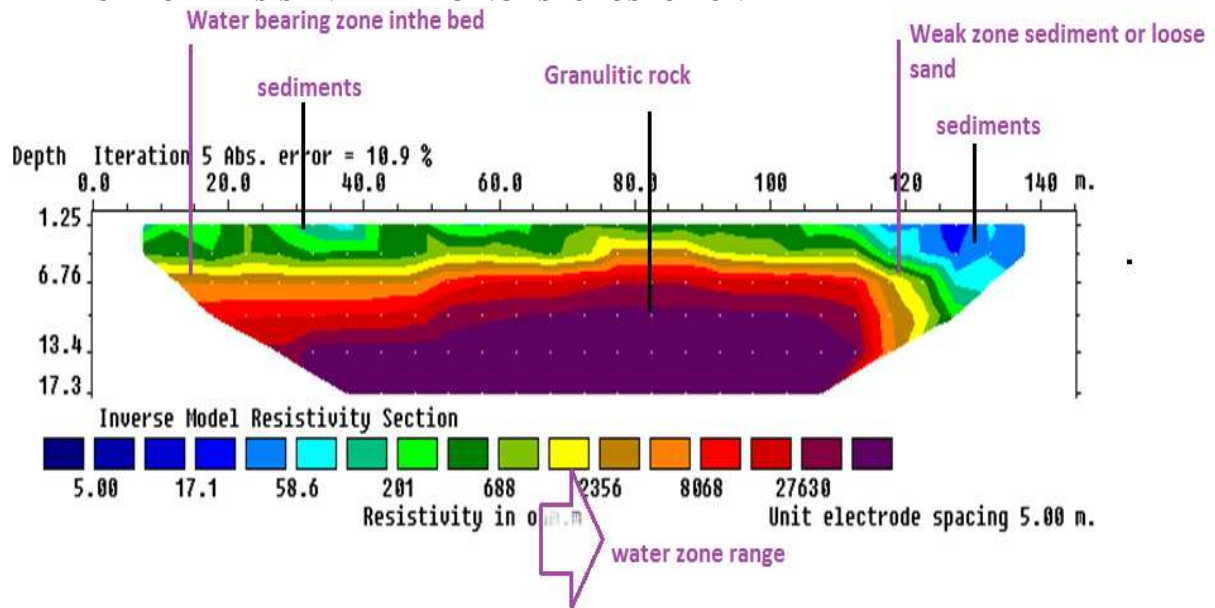 Water bearing zone inthe bed
Weak zone sediment or loose
sand
Granulitic rock
sediments
sediments
Depth Iteration 5 Abs. error = 10.9 %
0.0 20.0 40.0 60.0 80.0 100 120 140 m.
1.25
6.76
13.4
17.3
Inverse Model Resistivity Section
5.00 17.1 58.6 201 688 2356 8068 27630
Resistivity in Unit electrode spacing 5.00 m.
water zone range